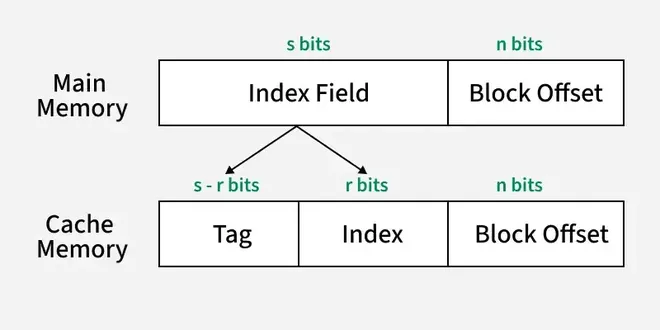 s bits
n bits
Main
Memory
Index Field
Block Offset
s - r bits
r bits
n bits
Cache
Memory
Tag
Index
Block Offset